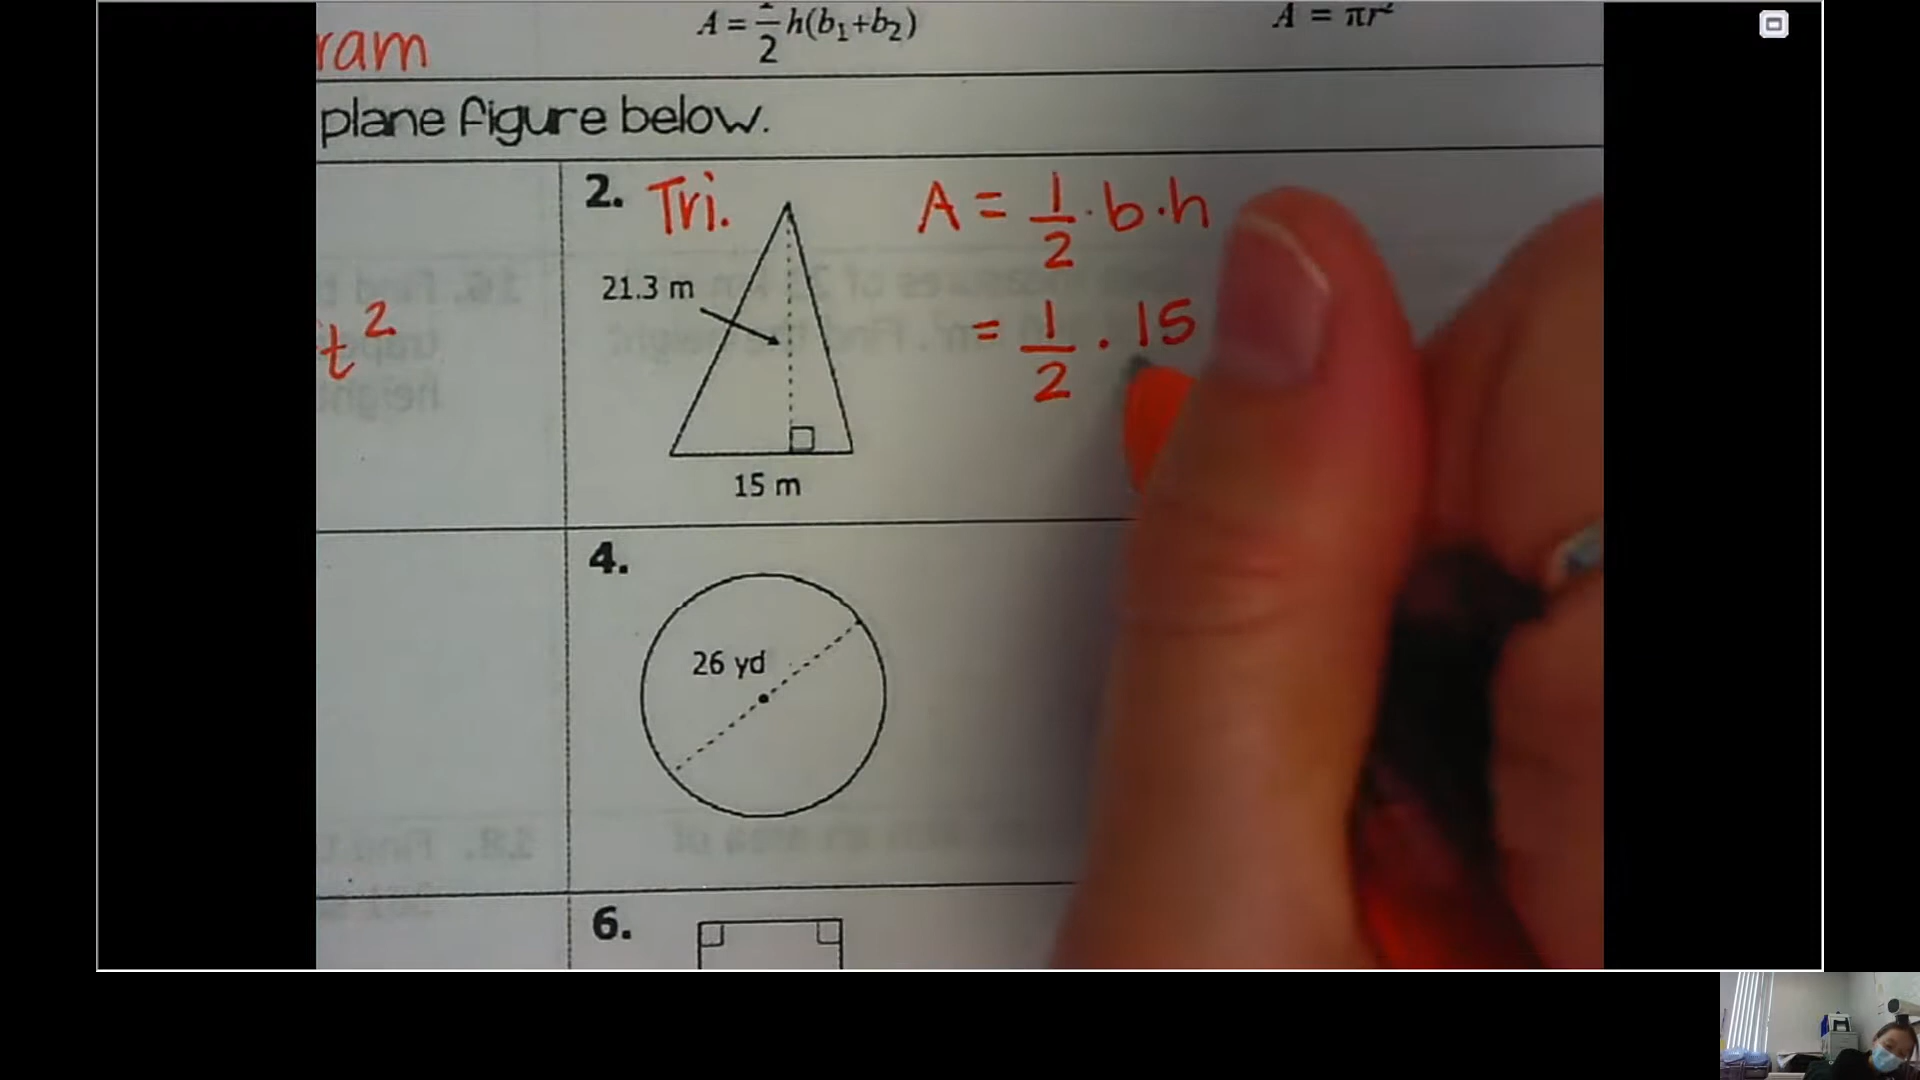 ram
A = 1/2 h(b₁+b₂)
A = πr²
plane figure below.
t²
2. Tri.
21.3 m
15 m
A = 1/2 · b · h
= 1/2 · 15
4.
26 yd
6.